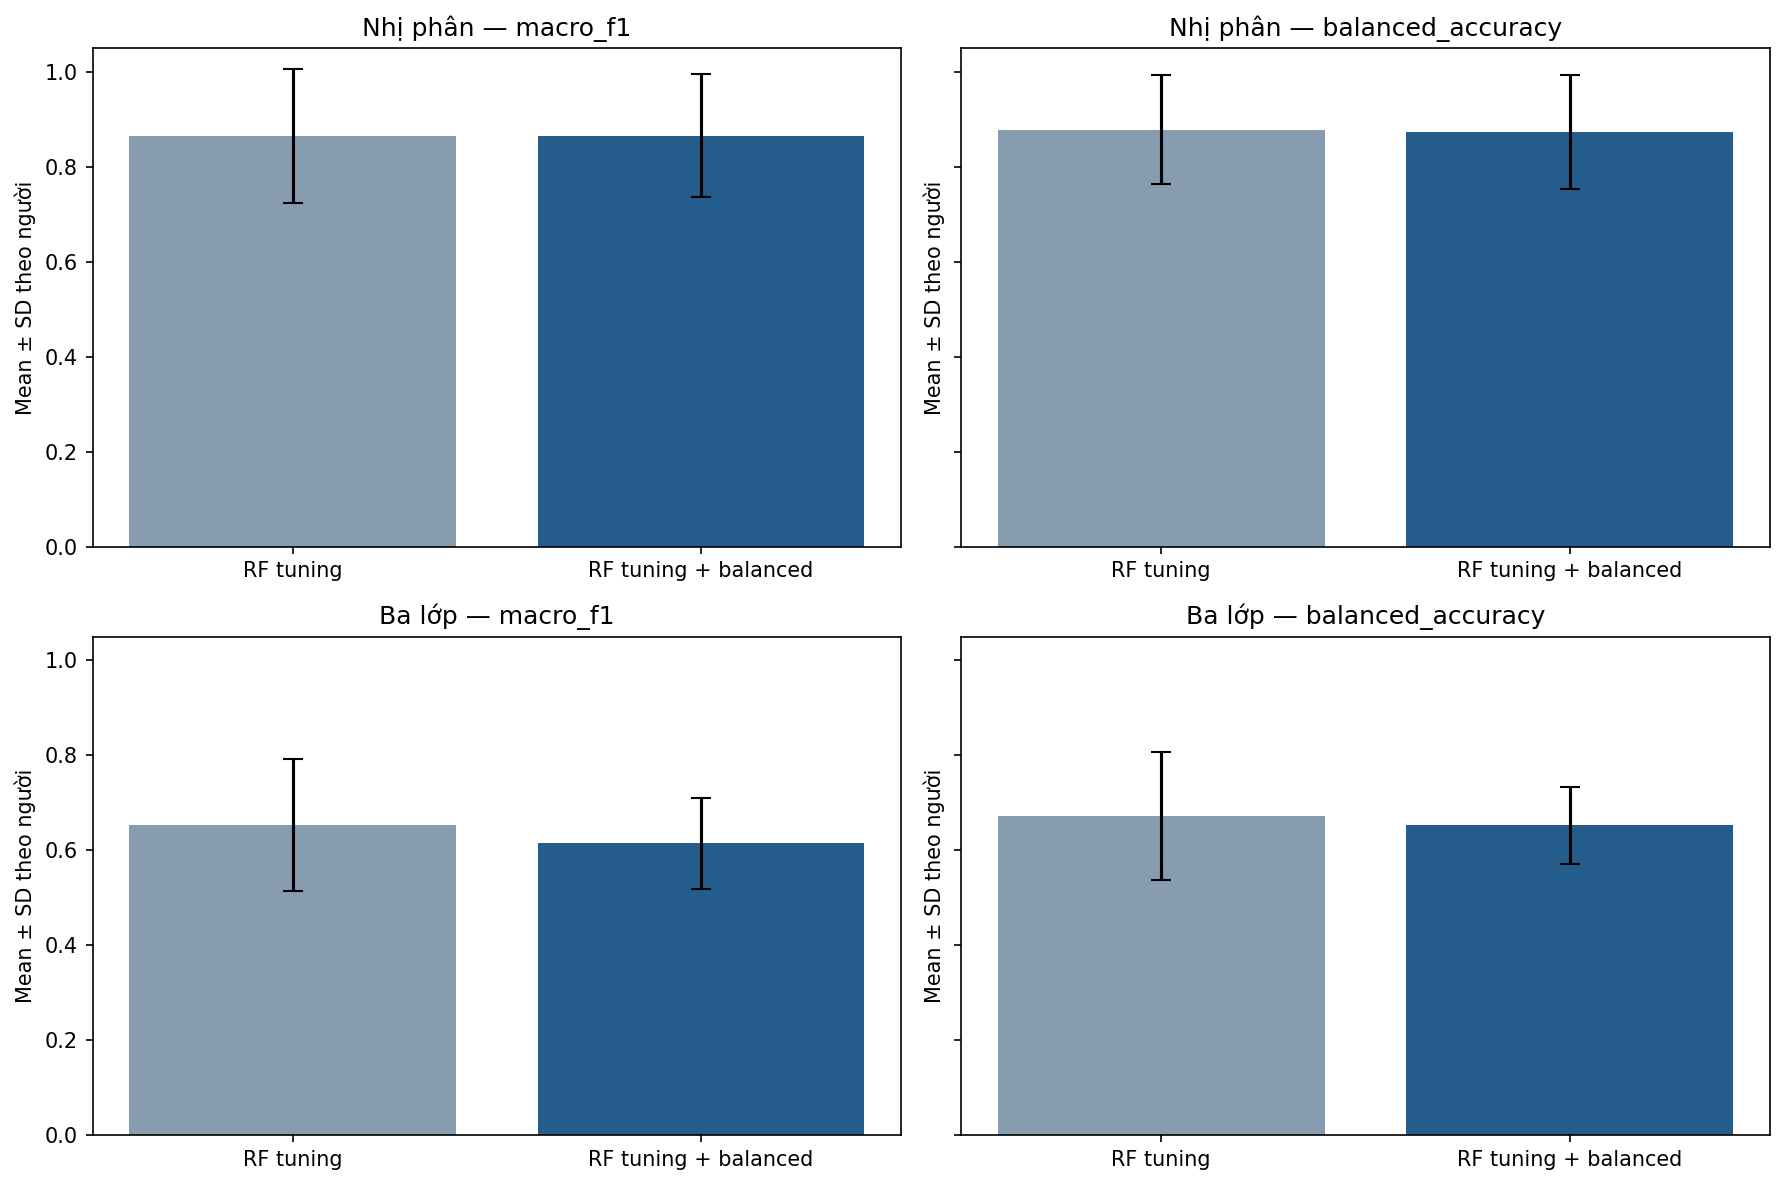 Nhị phân — macro_f1
Nhị phân — balanced_accuracy
Mean ± SD theo người
1.0
0.8
0.6
0.4
0.2
0.0
RF tuning
RF tuning + balanced
Mean ± SD theo người
RF tuning
RF tuning + balanced
Ba lớp — macro_f1
Ba lớp — balanced_accuracy
Mean ± SD theo người
1.0
0.8
0.6
0.4
0.2
0.0
RF tuning
RF tuning + balanced
Mean ± SD theo người
RF tuning
RF tuning + balanced